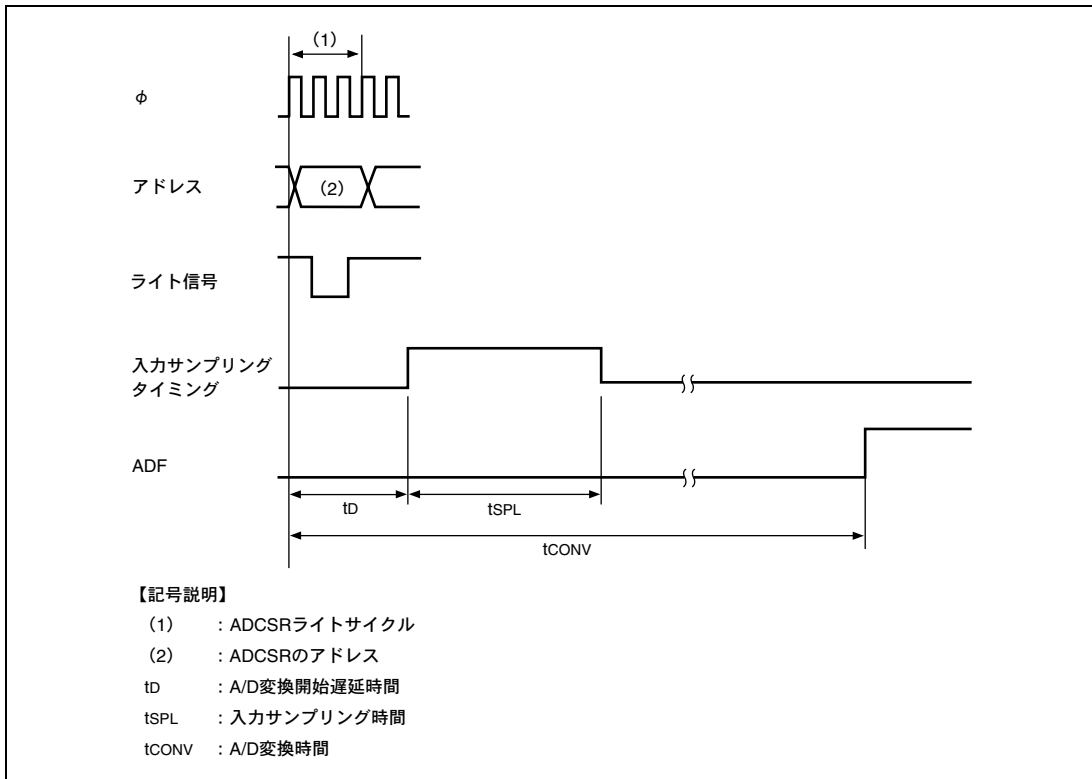 (1)
φ
アドレス
(2)
ライト信号
入力サンプリング
タイミング
ADF
tD
tSPL
tCONV
【記号説明】
(1) : ADCSRライトサイクル
(2) : ADCSRのアドレス
tD : A/D変換開始遅延時間
tSPL : 入力サンプリング時間
tCONV : A/D変換時間